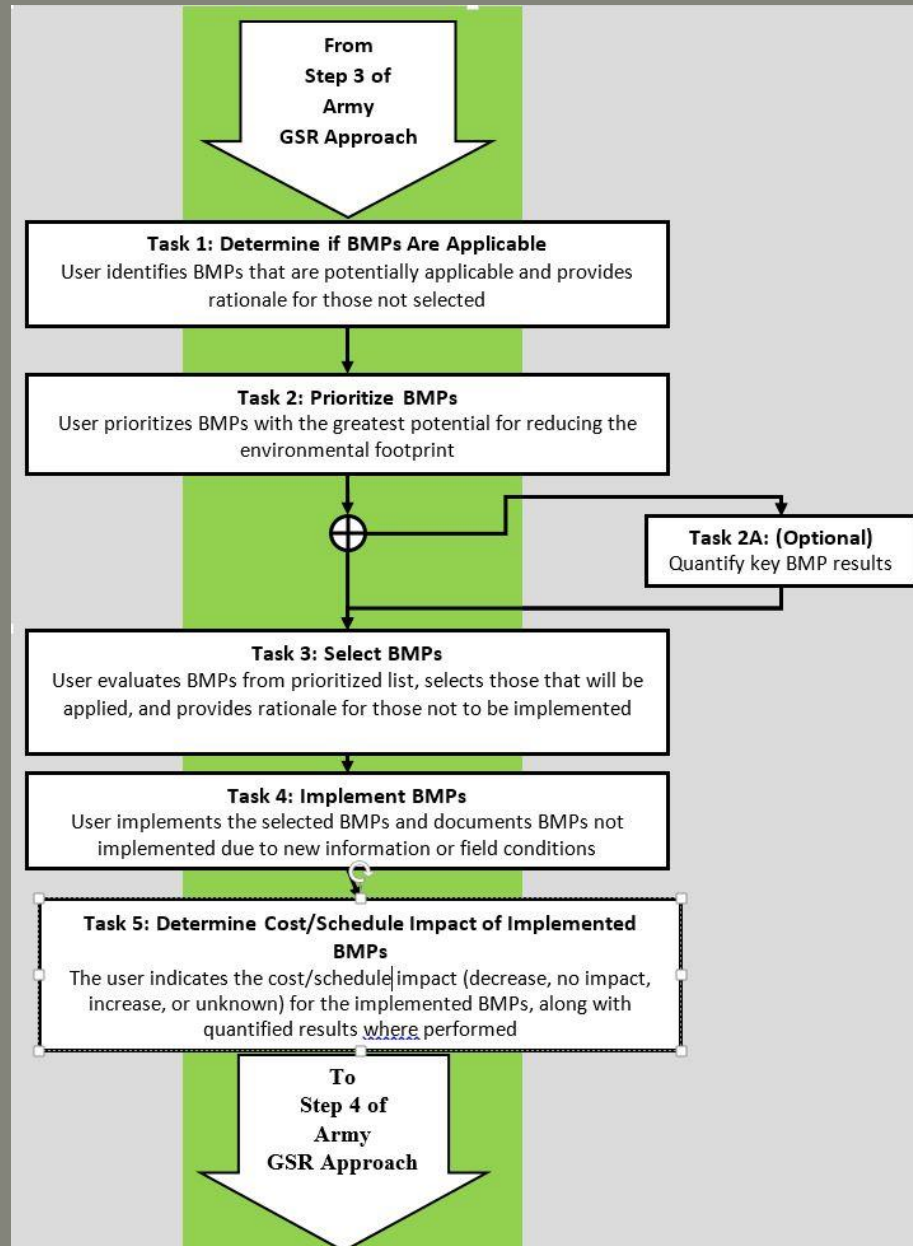 From
Step 3 of
Army
GSR Approach
Task 1: Determine if BMPs Are Applicable
User identifies BMPs that are potentially applicable and provides
rationale for those not selected
Task 2: Prioritize BMPs
User prioritizes BMPs with the greatest potential for reducing the
environmental footprint
Task 2A: (Optional)
Quantify key BMP results
Task 3: Select BMPs
User evaluates BMPs from prioritized list, selects those that will be
applied, and provides rationale for those not to be implemented
Task 4: Implement BMPs
User implements the selected BMPs and documents BMPs not
implemented due to new information or field conditions
Task 5: Determine Cost/Schedule Impact of Implemented
BMPs
The user indicates the cost/schedule impact (decrease, no impact,
increase, or unknown) for the implemented BMPs, along with
quantified results where performed
To
Step 4 of
Army
GSR Approach